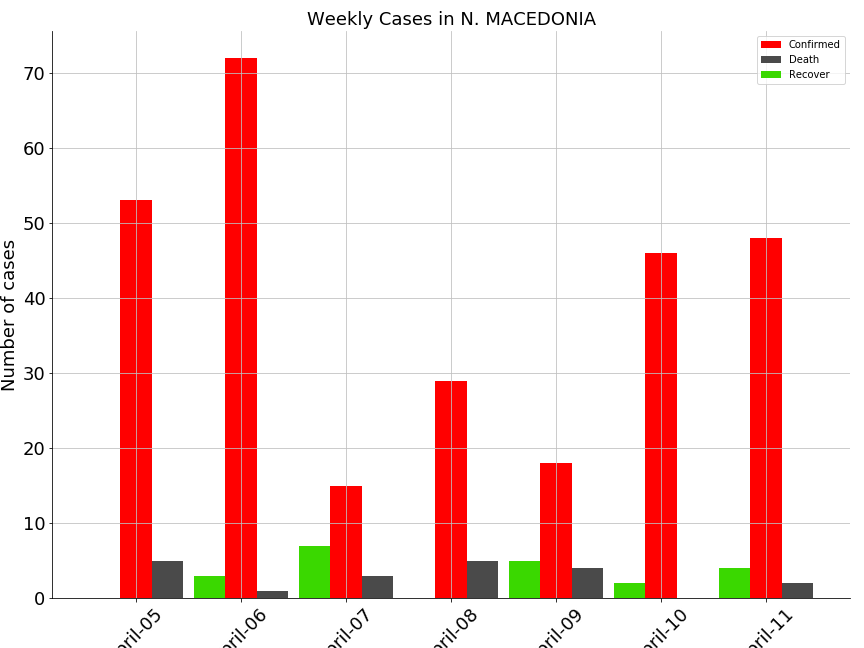 Weekly Cases in N. MACEDONIA
Confirmed
Death
Recover
Number of cases
70
60
50
40
30
20
10
0
pril-05
pril-06
pril-07
pril-08
pril-09
pril-10
pril-11